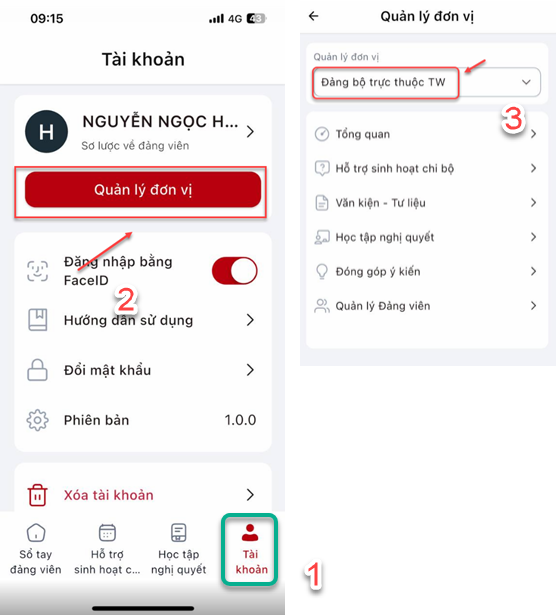 09:15
4G 43
Tài khoản
H
NGUYỄN NGỌC H...
Sơ lược về đảng viên
Quản lý đơn vị
Đăng nhập bằng
FaceID
2
Hướng dẫn sử dụng
Đổi mật khẩu
Phiên bản 1.0.0
Xóa tài khoản
Sổ tay
đảng viên
Hỗ trợ
sinh hoạt c...
Học tập
nghị quyết
Tài
khoản
1
Quản lý đơn vị
Quản lý đơn vị
Đảng bộ trực thuộc TW
3
Tổng quan
Hỗ trợ sinh hoạt chi bộ
Văn kiện - Tư liệu
Học tập nghị quyết
Đóng góp ý kiến
Quản lý Đảng viên